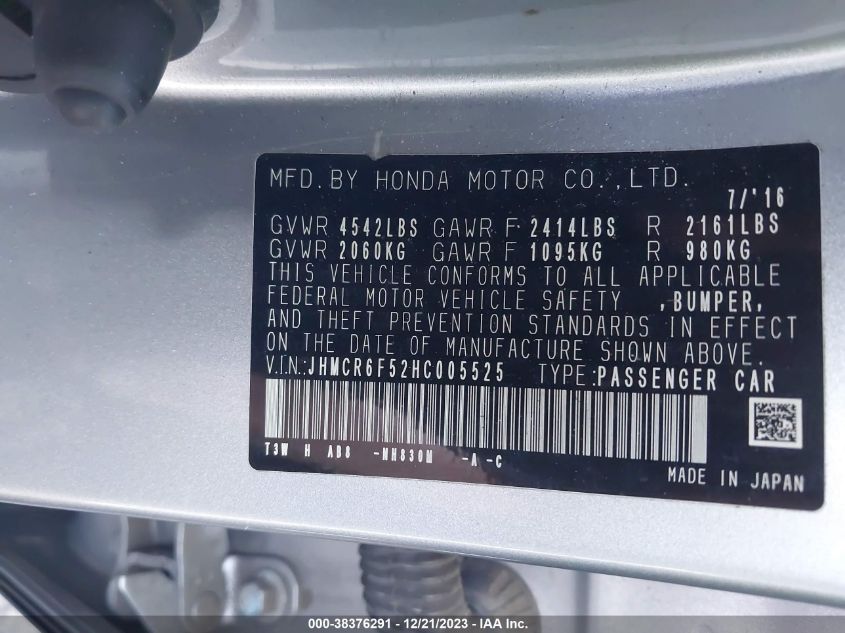 MFD. BY HONDA MOTOR CO.,LTD.
7/'16
GVWR 4542LBS GAWR F 2414LBS R 2161LBS
GVWR 2060KG GAWR F 1095KG R 980KG
THIS VEHICLE CONFORMS TO ALL APPLICABLE
FEDERAL MOTOR VEHICLE SAFETY ,BUMPER,
AND THEFT PREVENTION STANDARDS IN EFFECT
ON THE DATE OF MANUFACTURE SHOWN ABOVE.
V.IN.:JHMCR6F52HC005525 TYPE:PASSENGER CAR
T3W H AB8 -NH830M -A -C
MADE IN JAPAN
000-38376291 - 12/21/2023 - IAA Inc.